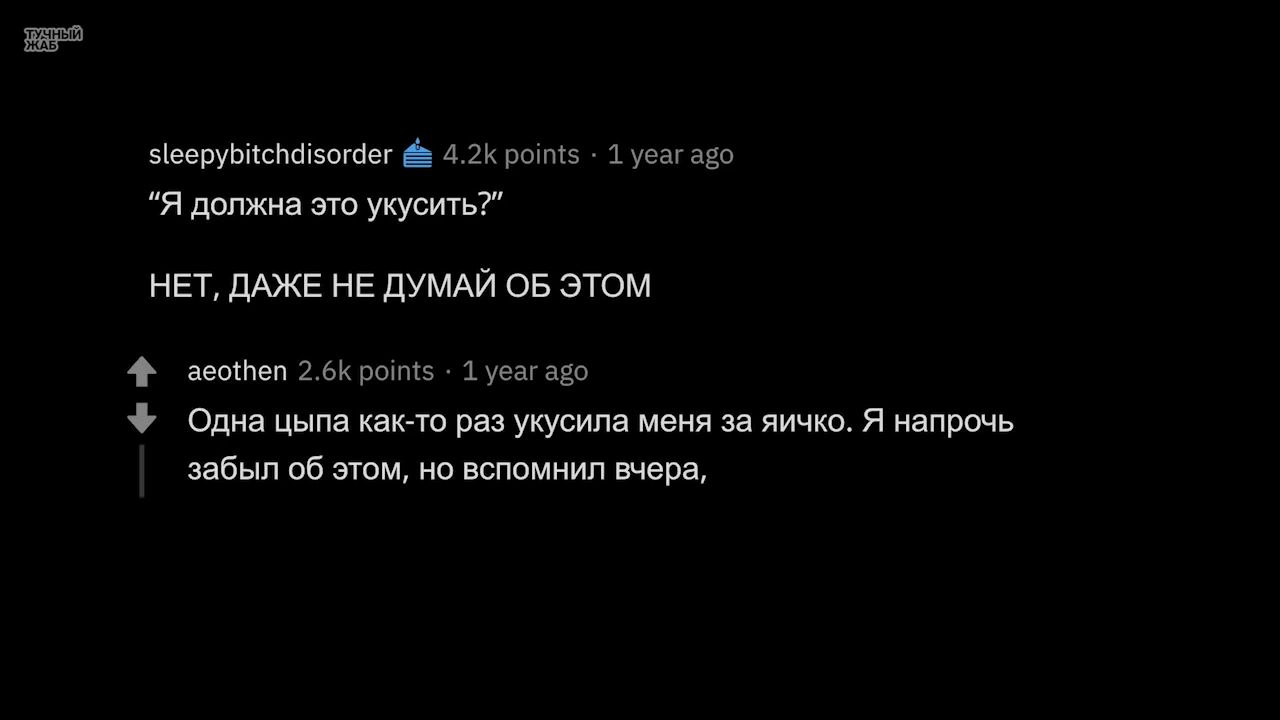 ТУЧНЫЙ
ЖАБ
sleepybitchdisorder 4.2k points · 1 year ago
“Я должна это укусить?”
НЕТ, ДАЖЕ НЕ ДУМАЙ ОБ ЭТОМ
aeothen 2.6k points · 1 year ago
Одна цыпа как-то раз укусила меня за яичко. Я напрочь
забыл об этом, но вспомнил вчера,